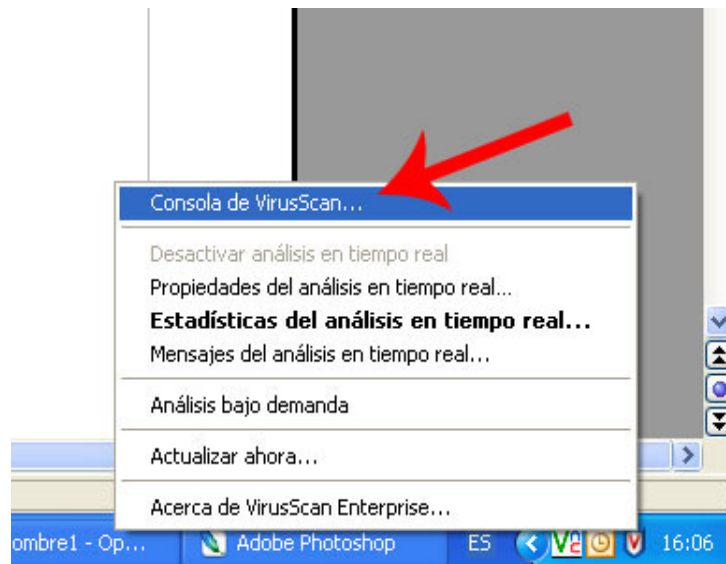 Consola de VirusScan...
Desactivar análisis en tiempo real
Propiedades del análisis en tiempo real...
Estadísticas del análisis en tiempo real...
Mensajes del análisis en tiempo real...
Análisis bajo demanda
Actualizar ahora...
Acerca de VirusScan Enterprise...
ombre1 - Op... Adobe Photoshop ES 16:06